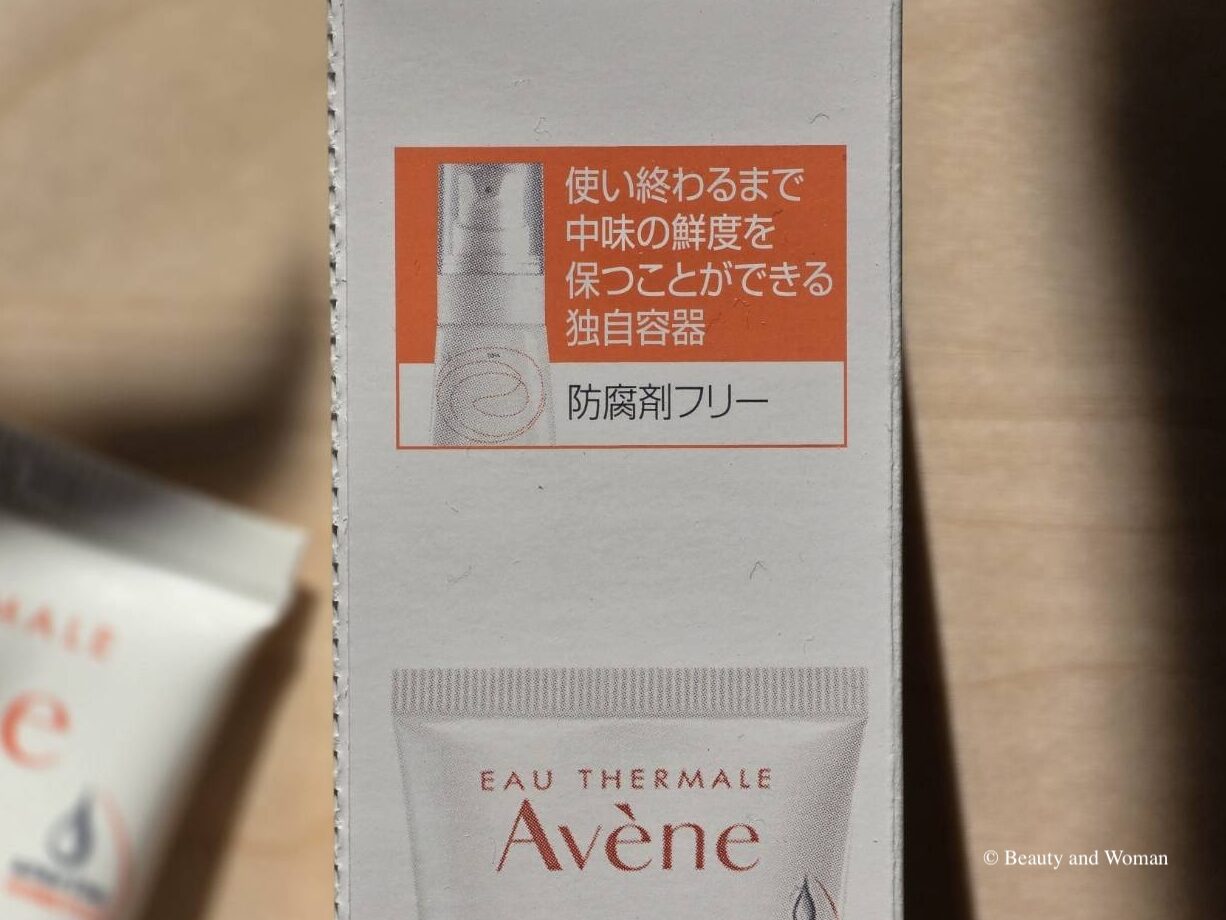 使い終わるまで
中味の鮮度を
保つことができる
独自容器
防腐剤フリー
EAU THERMALE
Avène
© Beauty and Woman